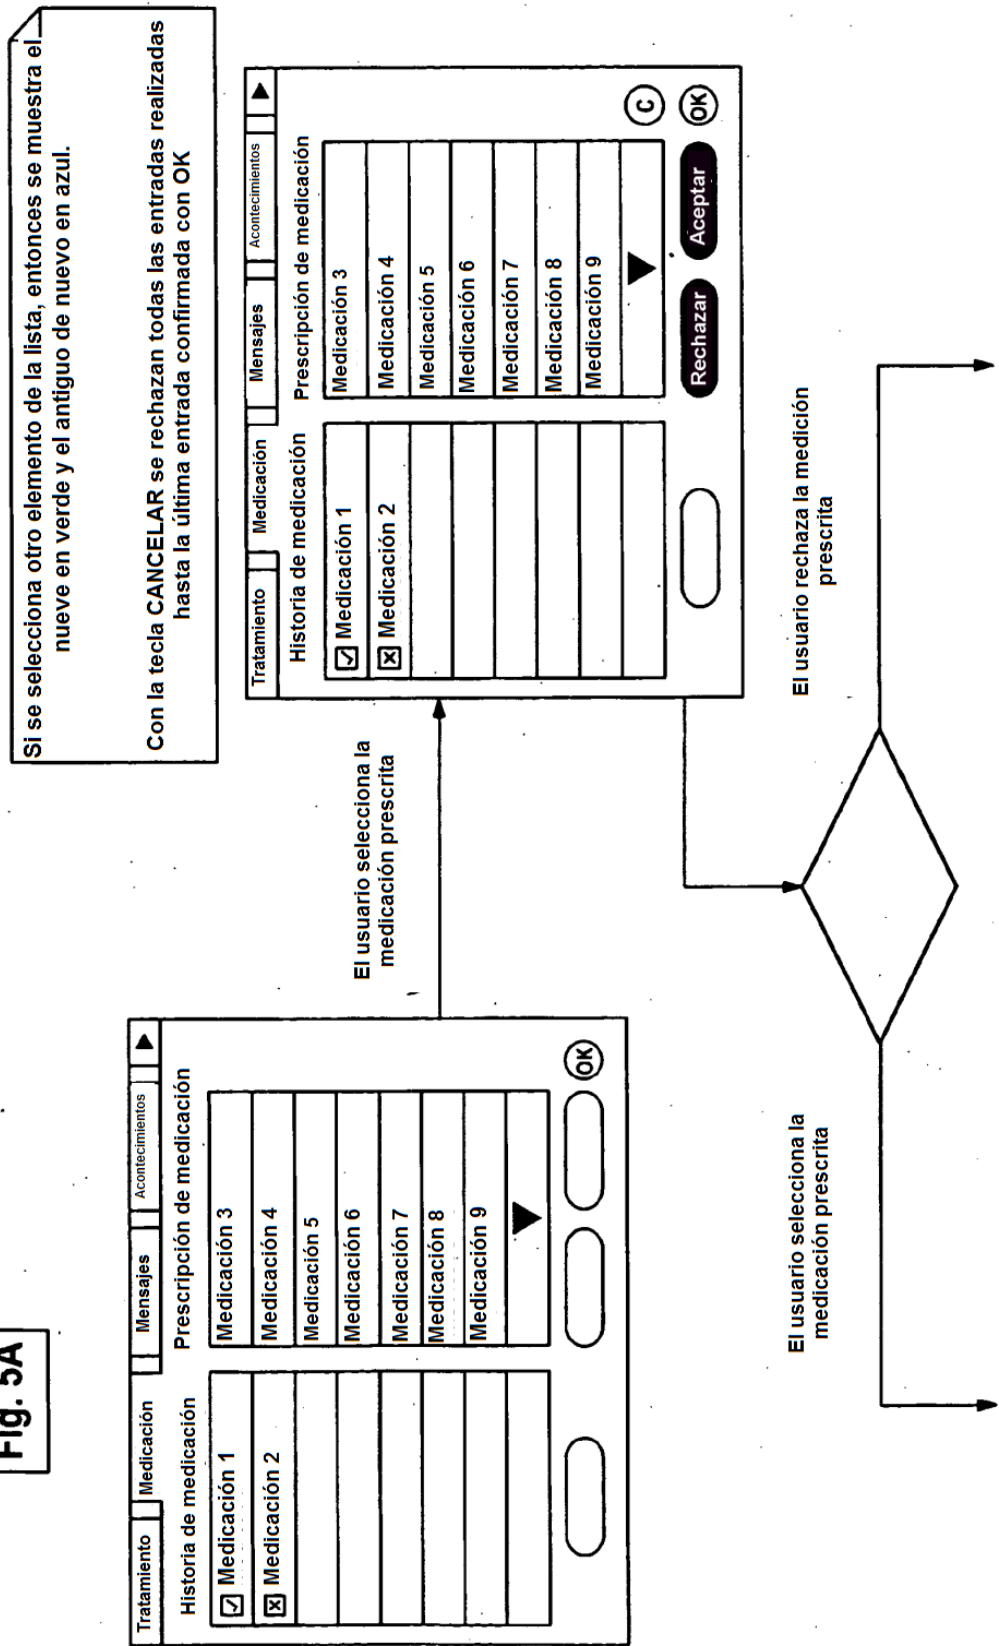 Fig. 5A
Si se selecciona otro elemento de la lista, entonces se muestra el
nueve en verde y el antiguo de nuevo en azul.
Con la tecla CANCELAR se rechazan todas las entradas realizadas
hasta la última entrada confirmada con OK
Tratamiento
Medicación
Mensajes
Acontecimientos
Historia de medicación
Prescripción de medicación
Medicación 1
Medicación 2
Medicación 3
Medicación 4
Medicación 5
Medicación 6
Medicación 7
Medicación 8
Medicación 9
OK
El usuario selecciona la
medicación prescrita
Tratamiento
Medicación
Mensajes
Acontecimientos
Historia de medicación
Prescripción de medicación
Medicación 1
Medicación 2
Medicación 3
Medicación 4
Medicación 5
Medicación 6
Medicación 7
Medicación 8
Medicación 9
C
Rechazar
Aceptar
OK
El usuario selecciona la
medicación prescrita
El usuario rechaza la medición
prescrita